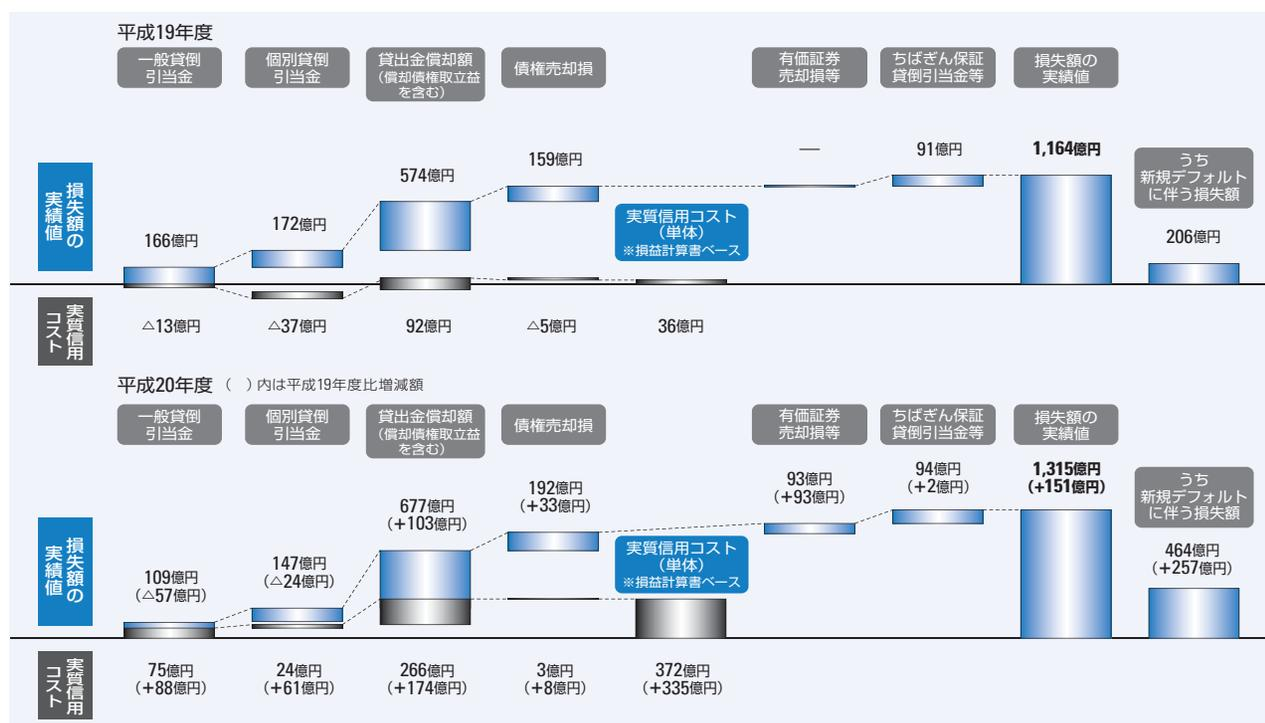 平成19年度
一般貸倒
引当金
個別貸倒
引当金
貸出金償却額
(償却債権取立益
を含む)
債権売却損
有価証券
売却損等
ちばぎん保証
貸倒引当金等
損失額の
実績値
損失額の
実績値
166億円
172億円
574億円
159億円
実質信用コスト
(単体)
※損益計算書ベース
—
91億円
1,164億円
うち
新規デフォルト
に伴う損失額
206億円
実質信用
コスト
△13億円
△37億円
92億円
△5億円
36億円
平成20年度 ( )内は平成19年度比増減額
一般貸倒
引当金
個別貸倒
引当金
貸出金償却額
(償却債権取立益
を含む)
債権売却損
有価証券
売却損等
ちばぎん保証
貸倒引当金等
損失額の
実績値
損失額の
実績値
109億円
(△57億円)
147億円
(△24億円)
677億円
(+103億円)
192億円
(+33億円)
実質信用コスト
(単体)
※損益計算書ベース
93億円
(+93億円)
94億円
(+2億円)
1,315億円
(+151億円)
うち
新規デフォルト
に伴う損失額
464億円
(+257億円)
実質信用
コスト
75億円
(+88億円)
24億円
(+61億円)
266億円
(+174億円)
3億円
(+8億円)
372億円
(+335億円)